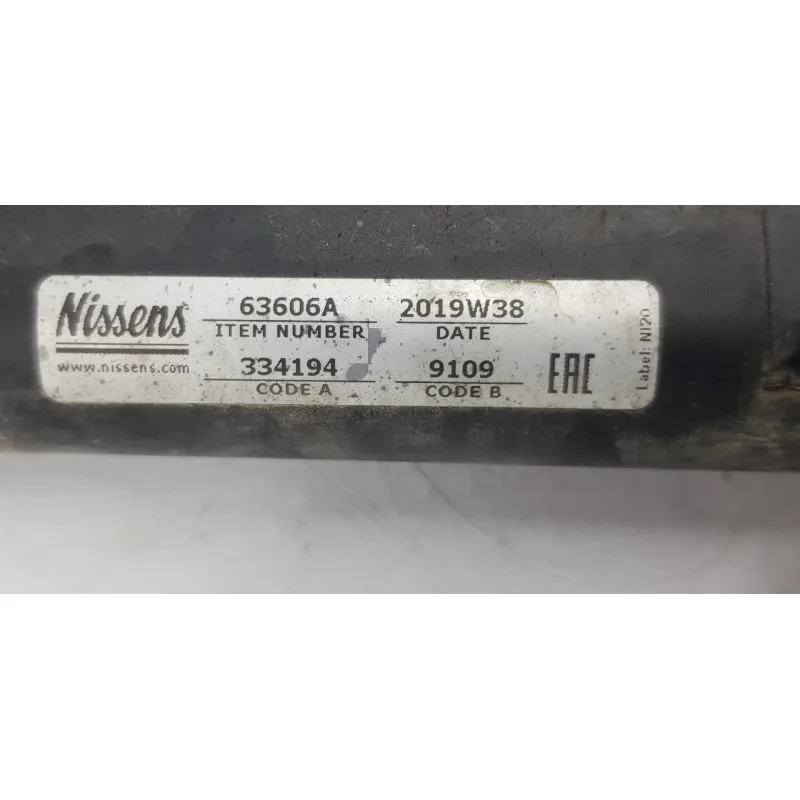 Nissens
www.nissens.com
63606A
ITEM NUMBER
334194
CODE A
2019W38
DATE
9109
CODE B
EAC
Label: NI20